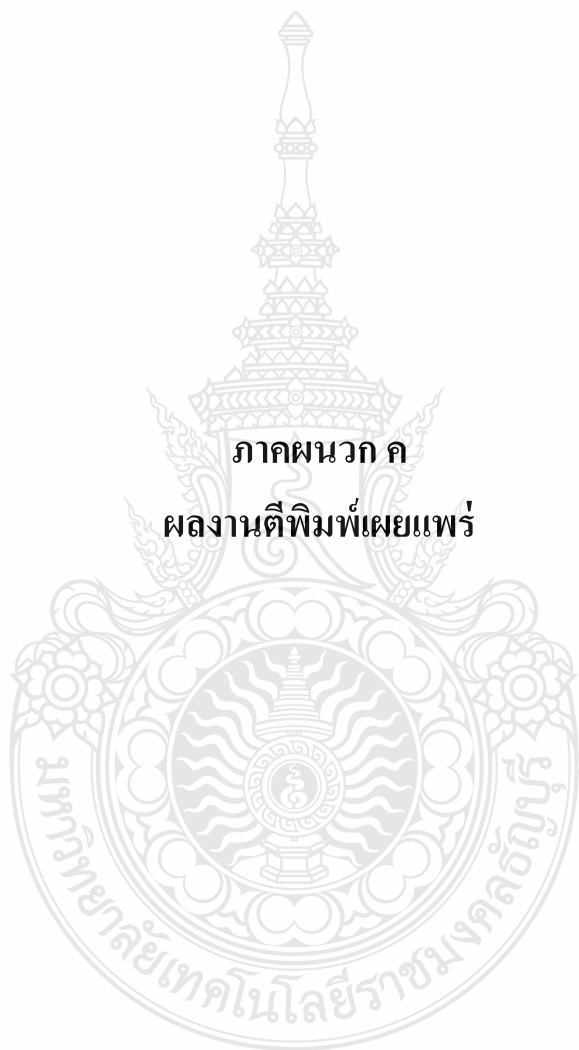 ภาคผนวก ค
ผลงานตีพิมพ์เผยแพร่
มหาวิทยาลัยเทคโนโลยีราชมงคลธัญบุรี